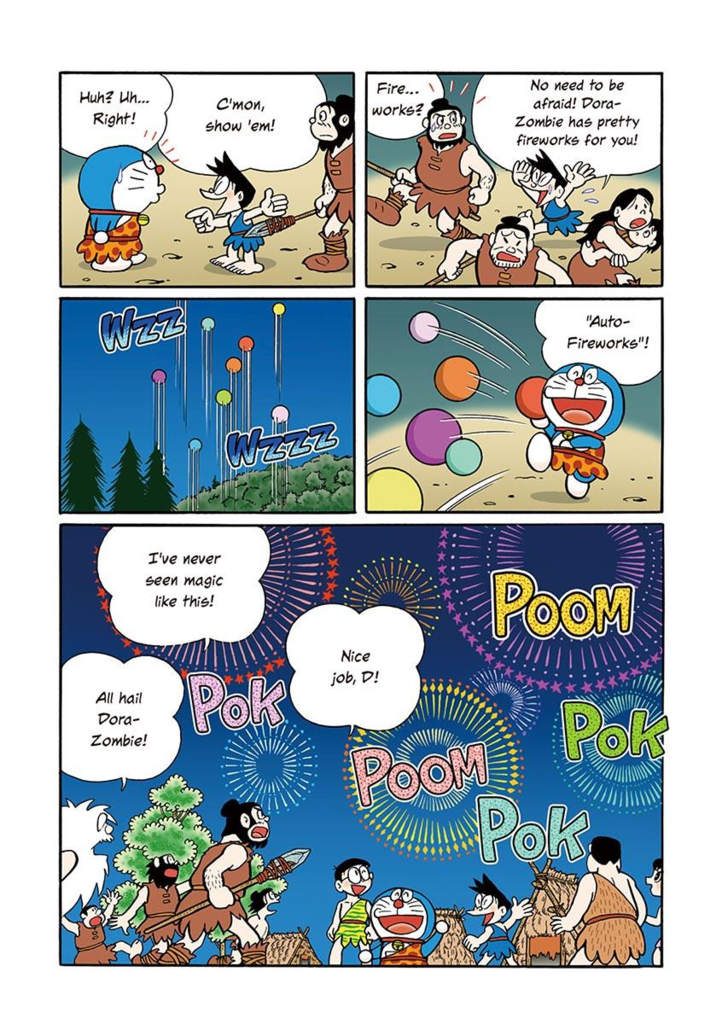 Huh? Uh...
Right!
C'mon,
show 'em!
Fire...
works?
No need to be
afraid! Dora-
Zombie has pretty
fireworks for you!
WZZ
WZZZ
"Auto-
Fireworks"!
I've never
seen magic
like this!
Nice
job, D!
All hail
Dora-
Zombie!
POOM
POK
POK
POOM
POK